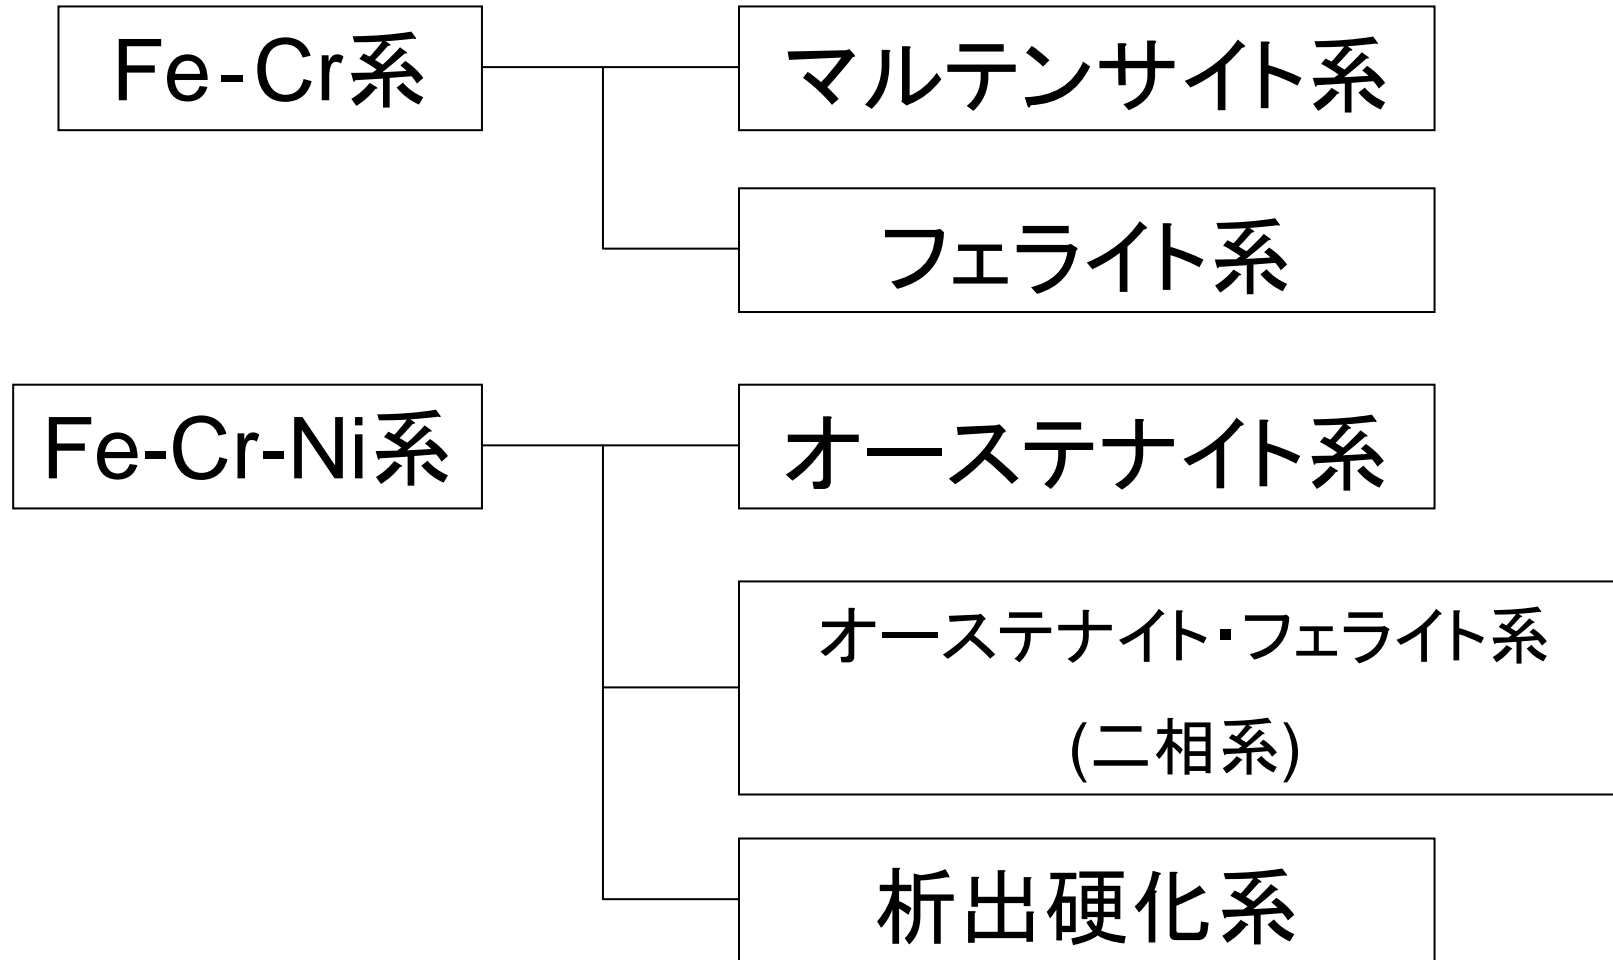 Fe-Cr系
マルテンサイト系
フェライト系
Fe-Cr-Ni系
オーステナイト系
オーステナイト・フェライト系
(二相系)
析出硬化系